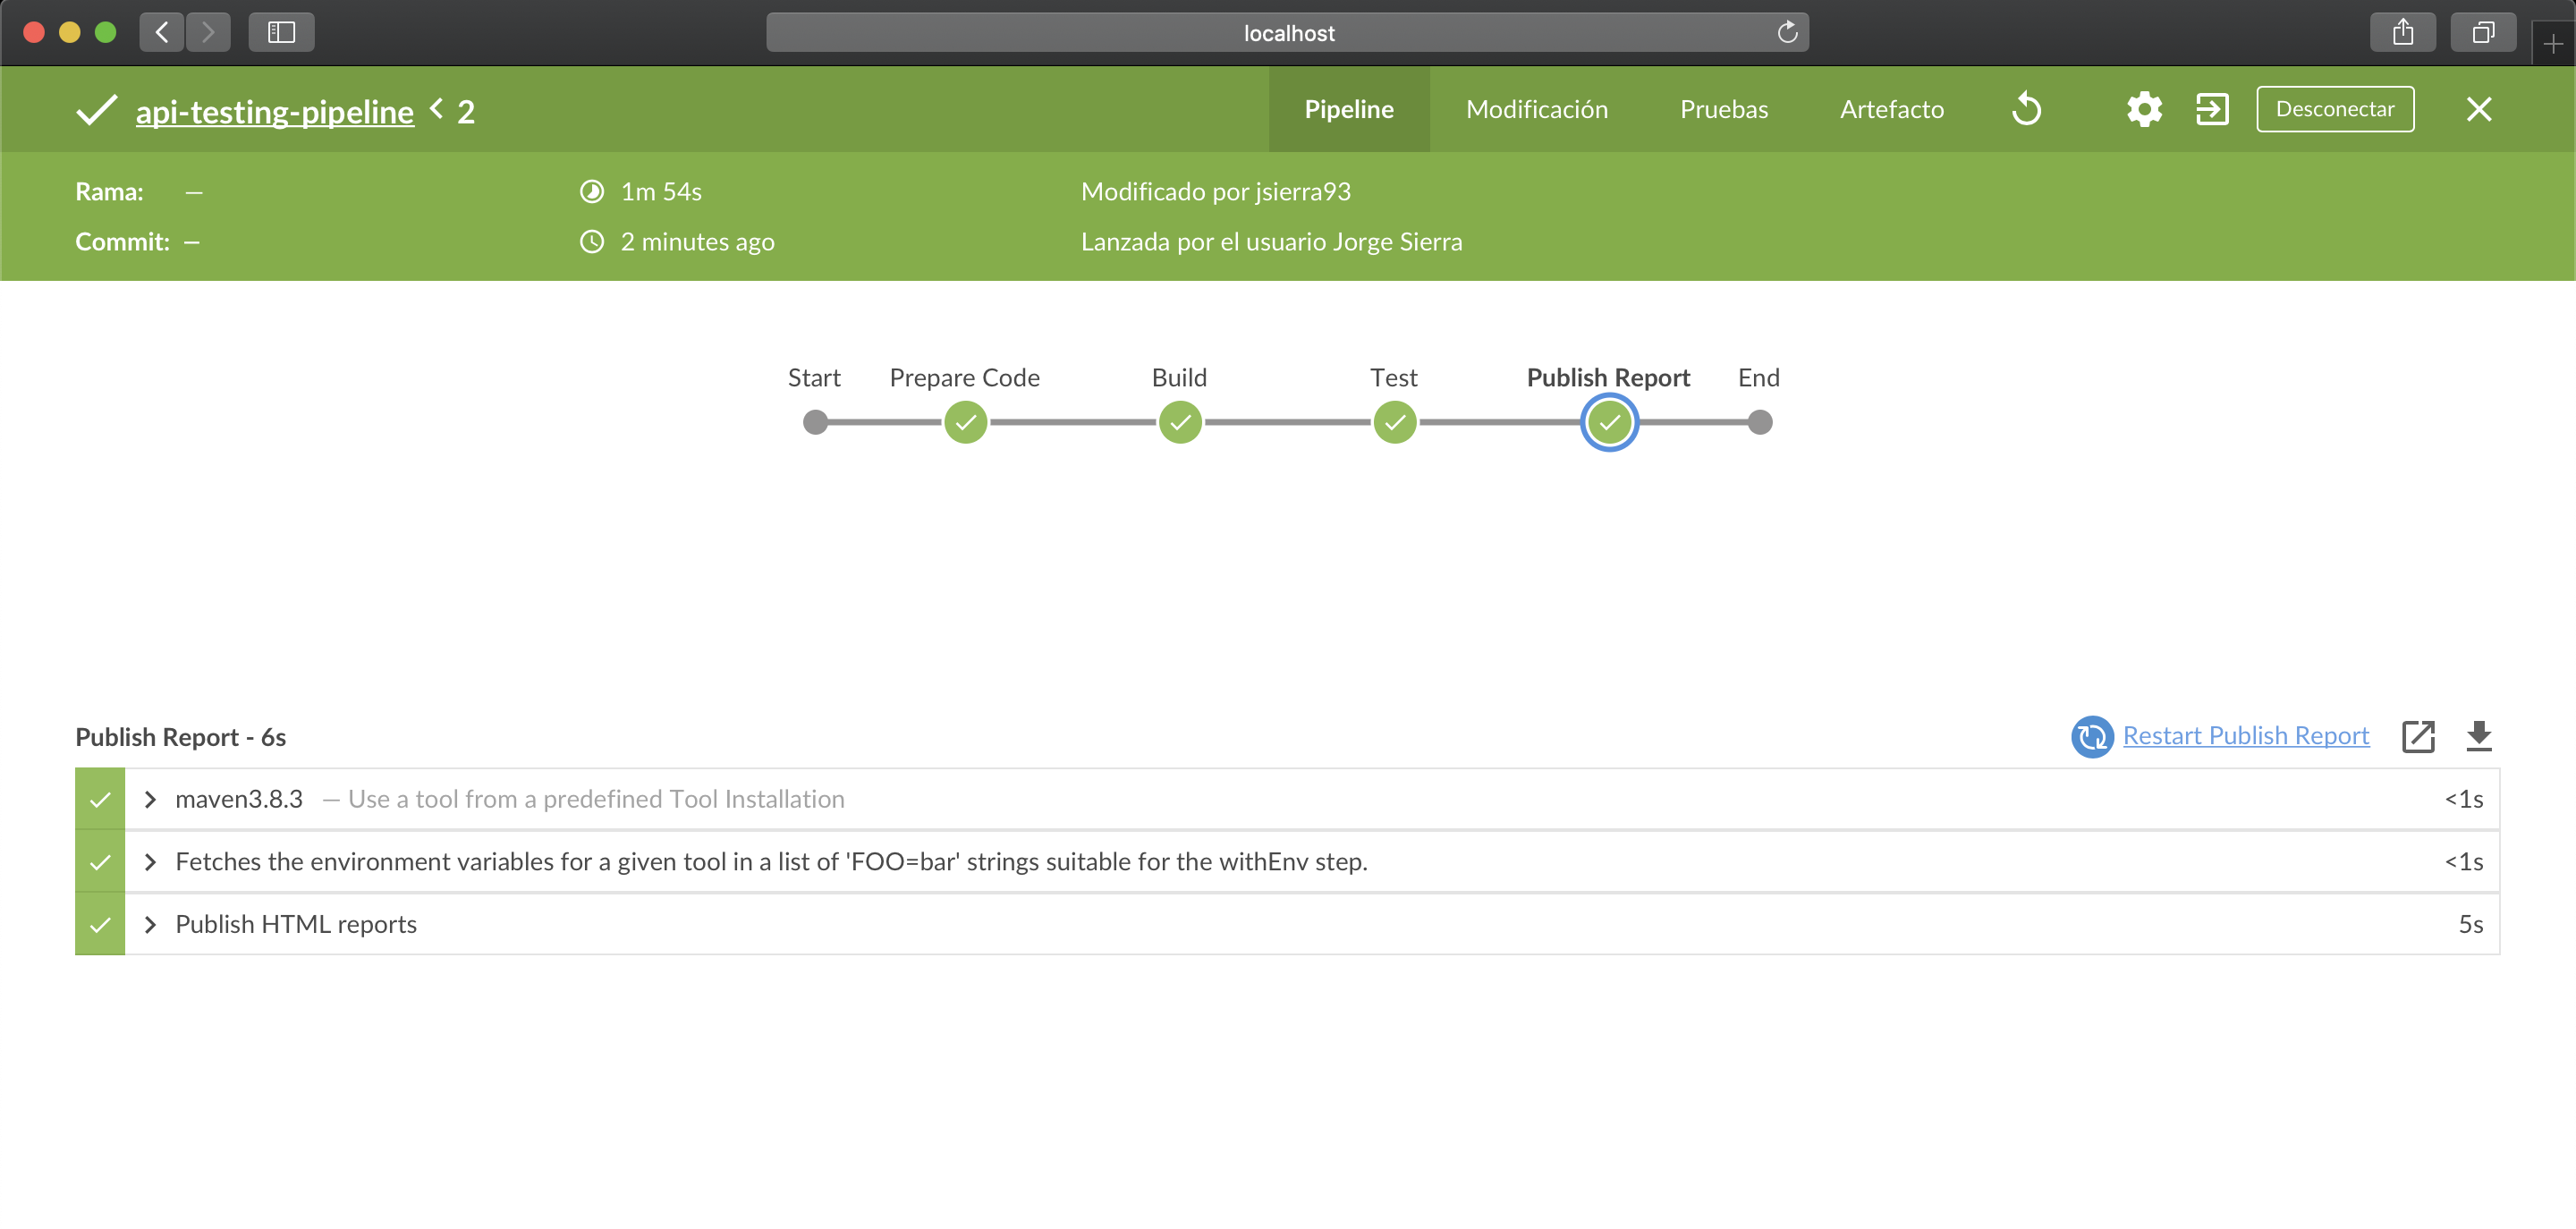 localhost
api-testing-pipeline < 2
Pipeline Modificación Pruebas Artefacto Desconectar
Rama: — 1m 54s Modificado por jsierra93
Commit: — 2 minutes ago Lanzada por el usuario Jorge Sierra
Start Prepare Code Build Test Publish Report End
Publish Report - 6s Restart Publish Report
maven3.8.3 — Use a tool from a predefined Tool Installation <1s
Fetches the environment variables for a given tool in a list of 'FOO=bar' strings suitable for the withEnv step. <1s
Publish HTML reports 5s